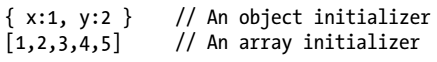 { x:1, y:2 }   // An object initializer
[1,2,3,4,5]    // An array initializer